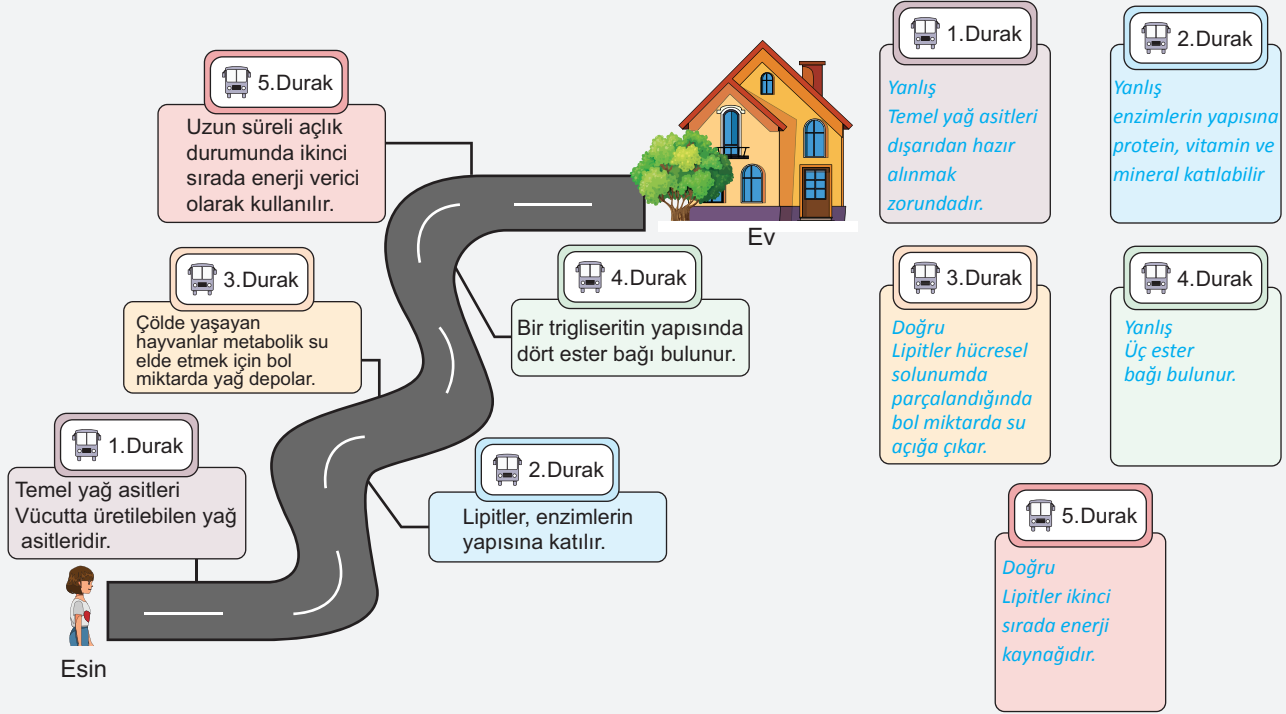 5.Durak
Uzun süreli açlık
durumunda ikinci
sırada enerji verici
olarak kullanılır.
Ev
3.Durak
Çölde yaşayan
hayvanlar metabolik su
elde etmek için bol
miktarda yağ depolar.
4.Durak
Bir trigliseritin yapısında
dört ester bağı bulunur.
1.Durak
Temel yağ asitleri
Vücutta üretilebilen yağ
asitleridir.
2.Durak
Lipitler, enzimlerin
yapısına katılır.
Esin
1.Durak
Yanlış
Temel yağ asitleri
dışarıdan hazır
alınmak
zorundadır.
2.Durak
Yanlış
enzimlerin yapısına
protein, vitamin ve
mineral katılabilir
3.Durak
Doğru
Lipitler hücresel
solunumda
parçalandığında
bol miktarda su
açığa çıkar.
4.Durak
Yanlış
Üç ester
bağı bulunur.
5.Durak
Doğru
Lipitler ikinci
sırada enerji
kaynağıdır.